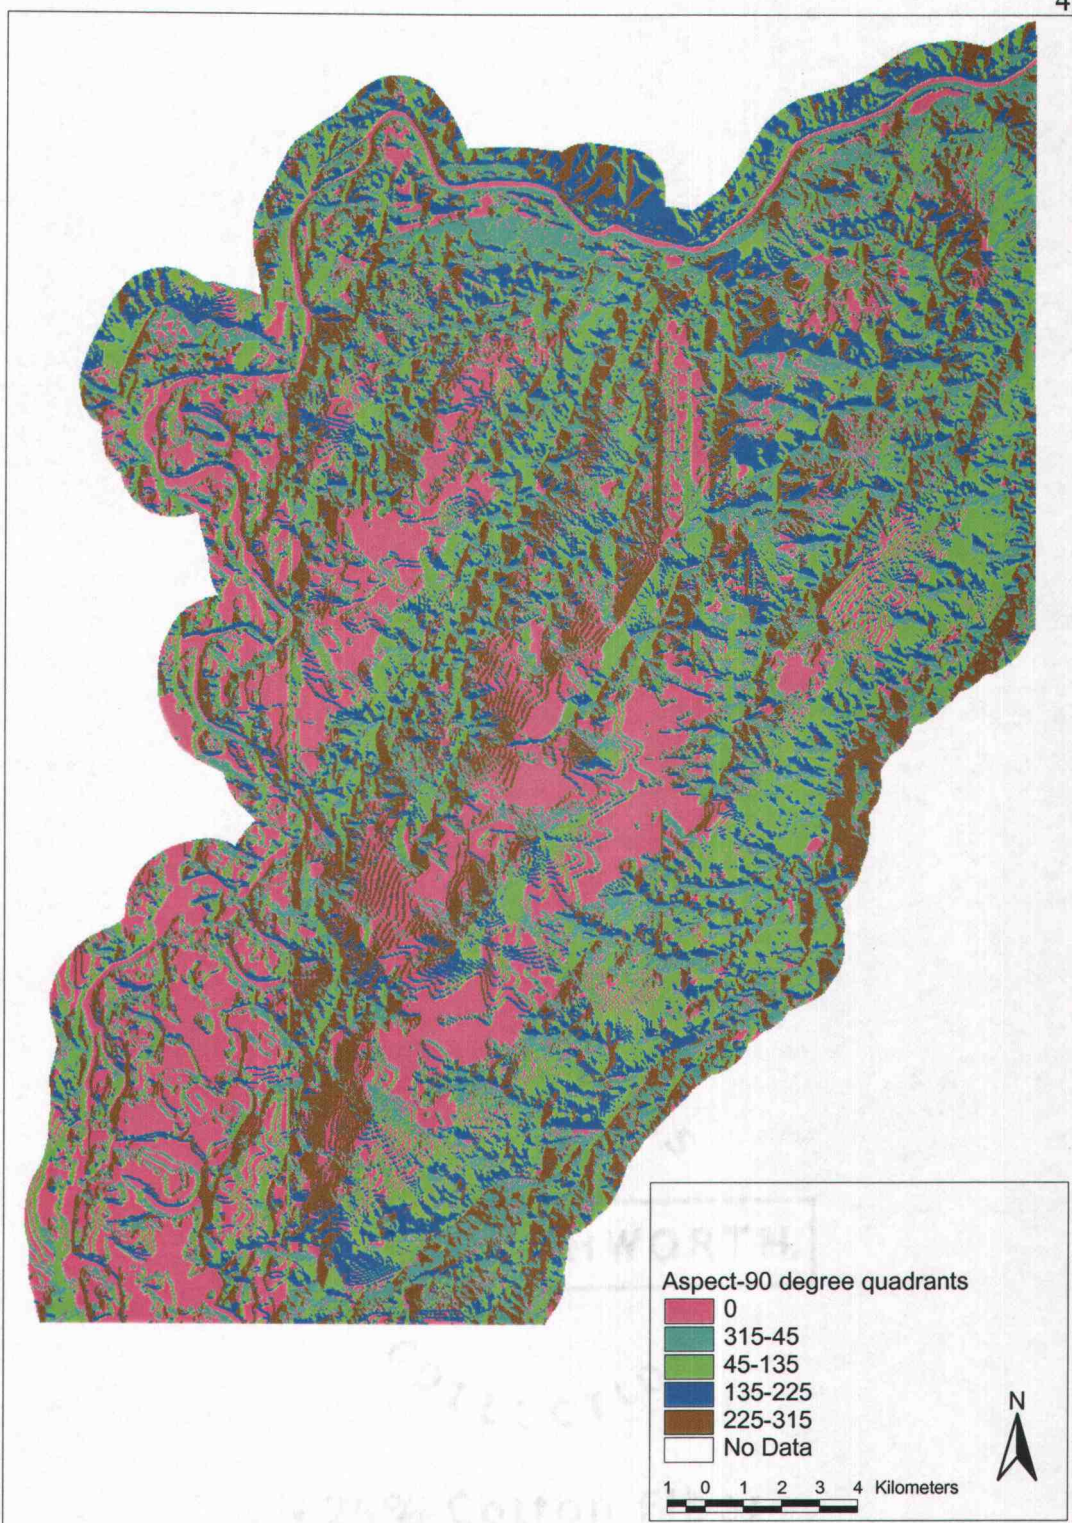 4
Aspect-90 degree quadrants
0
315-45
45-135
135-225
225-315
No Data
N
1 0 1 2 3 4 Kilometers